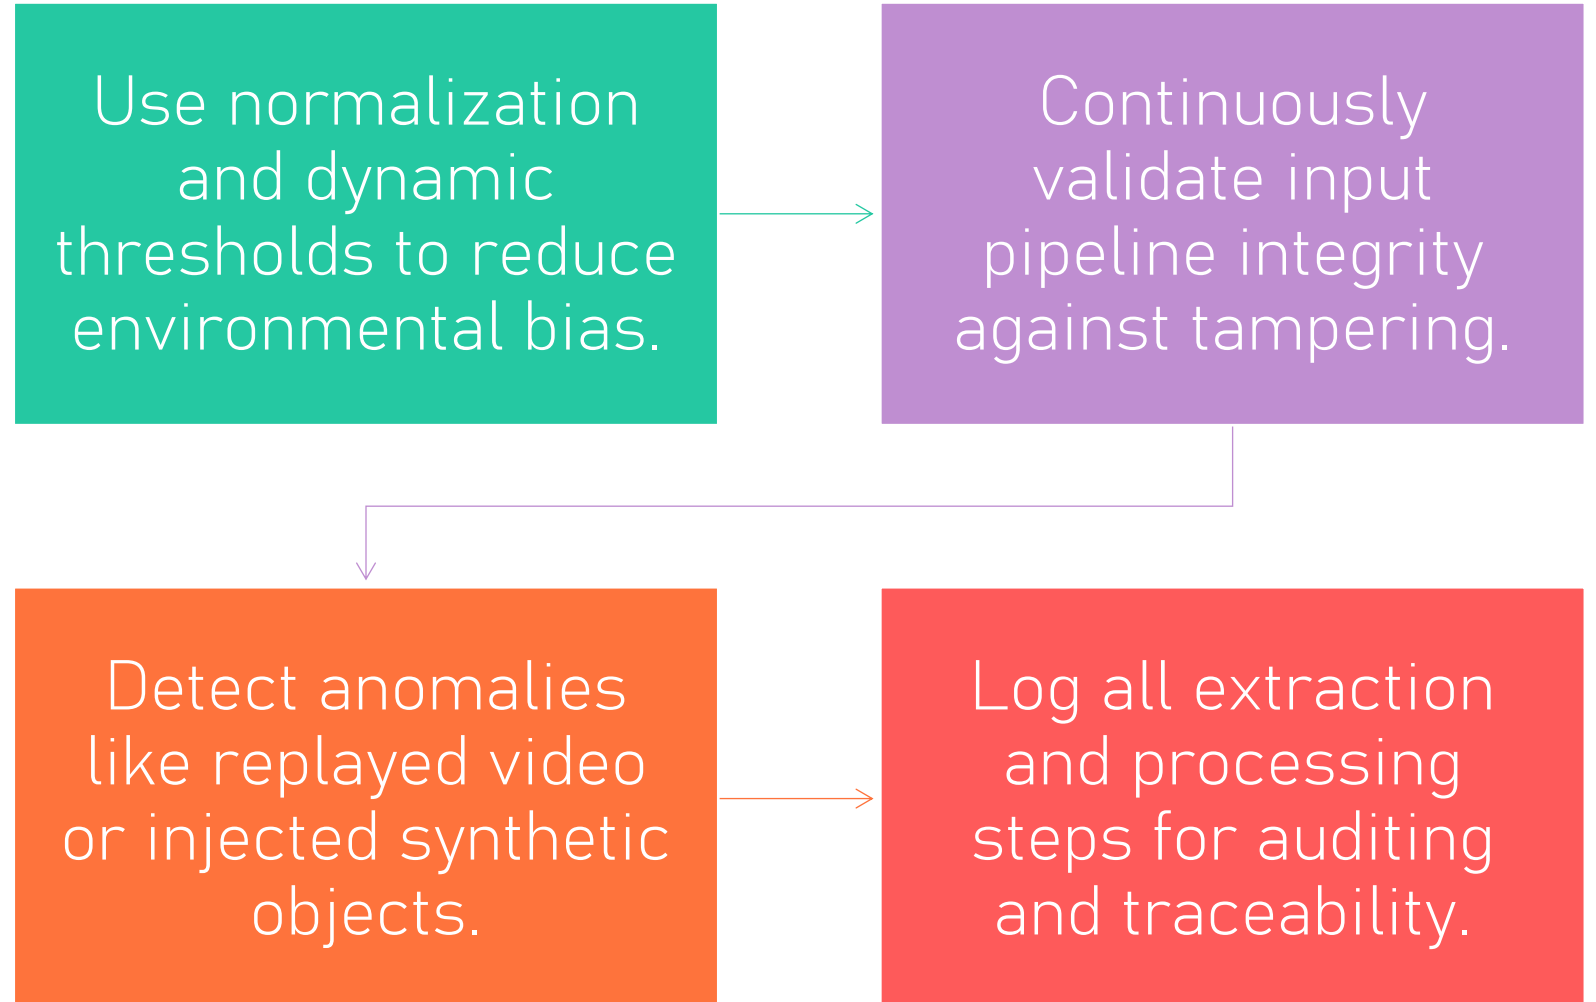 Use normalization
and dynamic
thresholds to reduce
environmental bias.
Continuously
validate input
pipeline integrity
against tampering.
Detect anomalies
like replayed video
or injected synthetic
objects.
Log all extraction
and processing
steps for auditing
and traceability.